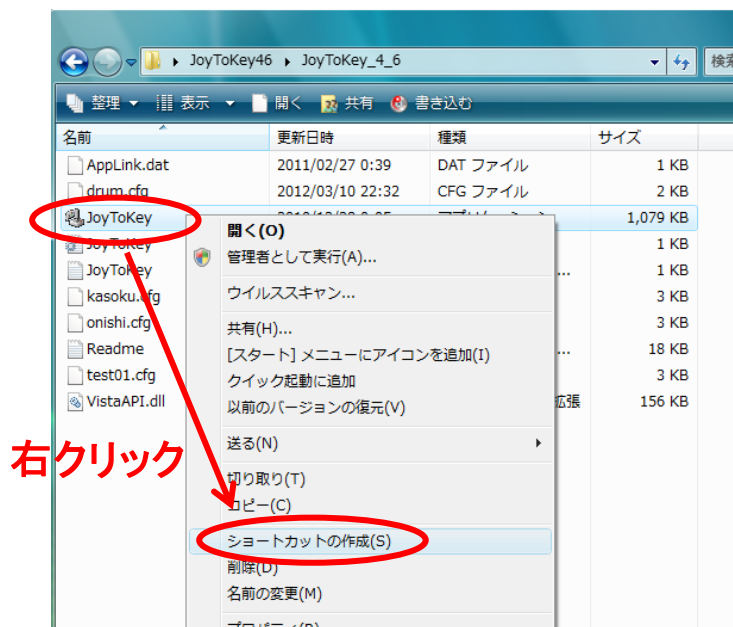 JoyToKey46 ▸ JoyToKey_4_6
検索
整理 表示 開く 共有 書き込む
名前 更新日時 種類 サイズ
AppLink.dat 2011/02/27 0:39 DAT ファイル 1 KB
drum.cfg 2012/03/10 22:32 CFG ファイル 2 KB
JoyToKey 1,079 KB
JoyToKey 1 KB
JoyToKey ... 1 KB
kasoku.cfg 3 KB
onishi.cfg 3 KB
Readme ... 18 KB
test01.cfg 3 KB
VistaAPI.dll 拡張 156 KB
開く(O)
管理者として実行(A)...
ウイルススキャン...
共有(H)...
[スタート] メニューにアイコンを追加(I)
クイック起動に追加
以前のバージョンの復元(V)
送る(N)
切り取り(T)
コピー(C)
ショートカットの作成(S)
削除(D)
名前の変更(M)
右クリック